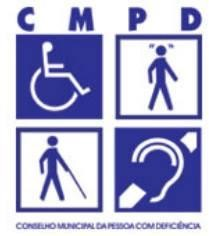 C M P D
CONSELHO MUNICIPAL DA PESSOA COM DEFICIÊNCIA